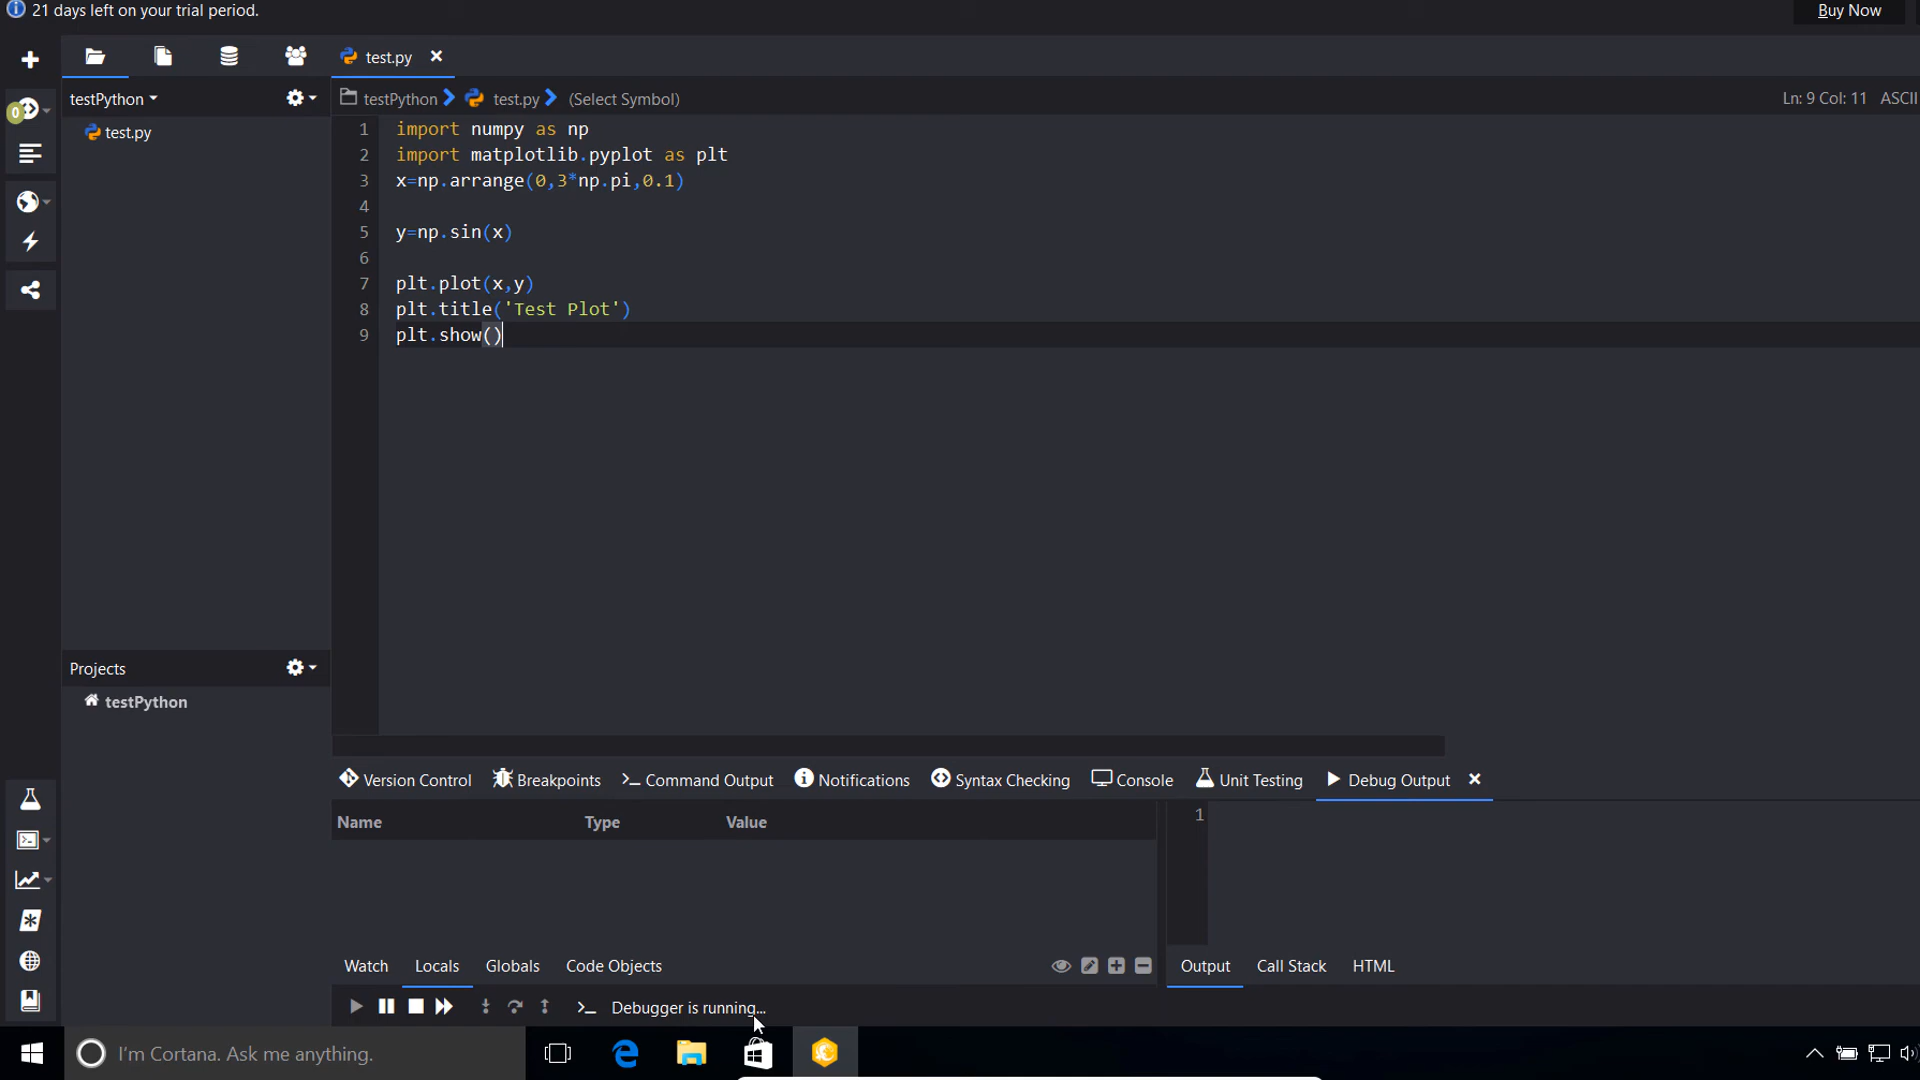 21 days left on your trial period.
Buy Now
test.py
testPython
testPython test.py (Select Symbol)
Ln: 9 Col: 11 ASCII
0
test.py
1 import numpy as np
2 import matplotlib.pyplot as plt
3 x=np.arrange(0,3*np.pi,0.1)
4
5 y=np.sin(x)
6
7 plt.plot(x,y)
8 plt.title('Test Plot')
9 plt.show()
Projects
testPython
Version Control Breakpoints Command Output Notifications Syntax Checking Console Unit Testing Debug Output
Name Type Value
1
Watch Locals Globals Code Objects
Output Call Stack HTML
Debugger is running...
I'm Cortana. Ask me anything.